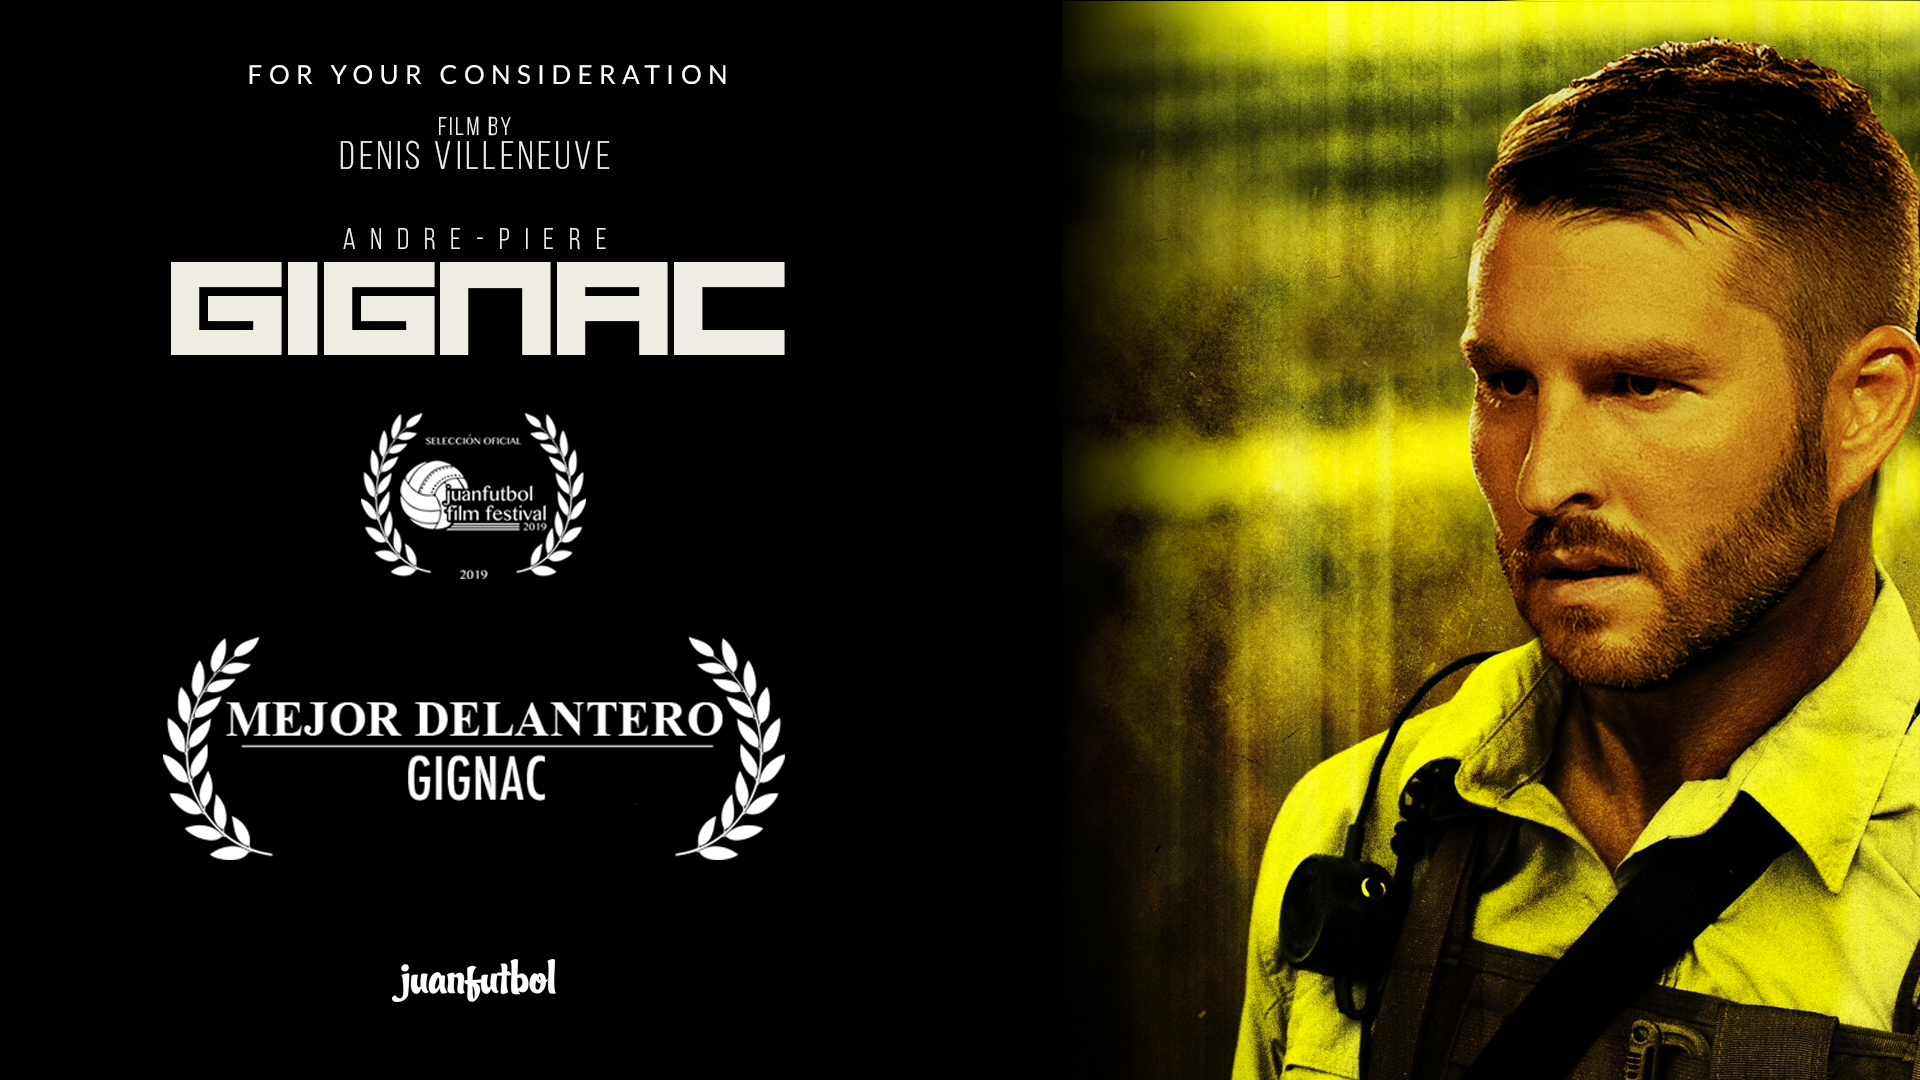 FOR YOUR CONSIDERATION
FILM BY
DENIS VILLENEUVE
ANDRE-PIERE
GIGNAC
SELECCIÓN OFICIAL
juanfutbol
film festival
2019
2019
MEJOR DELANTERO
GIGNAC
juanfutbol